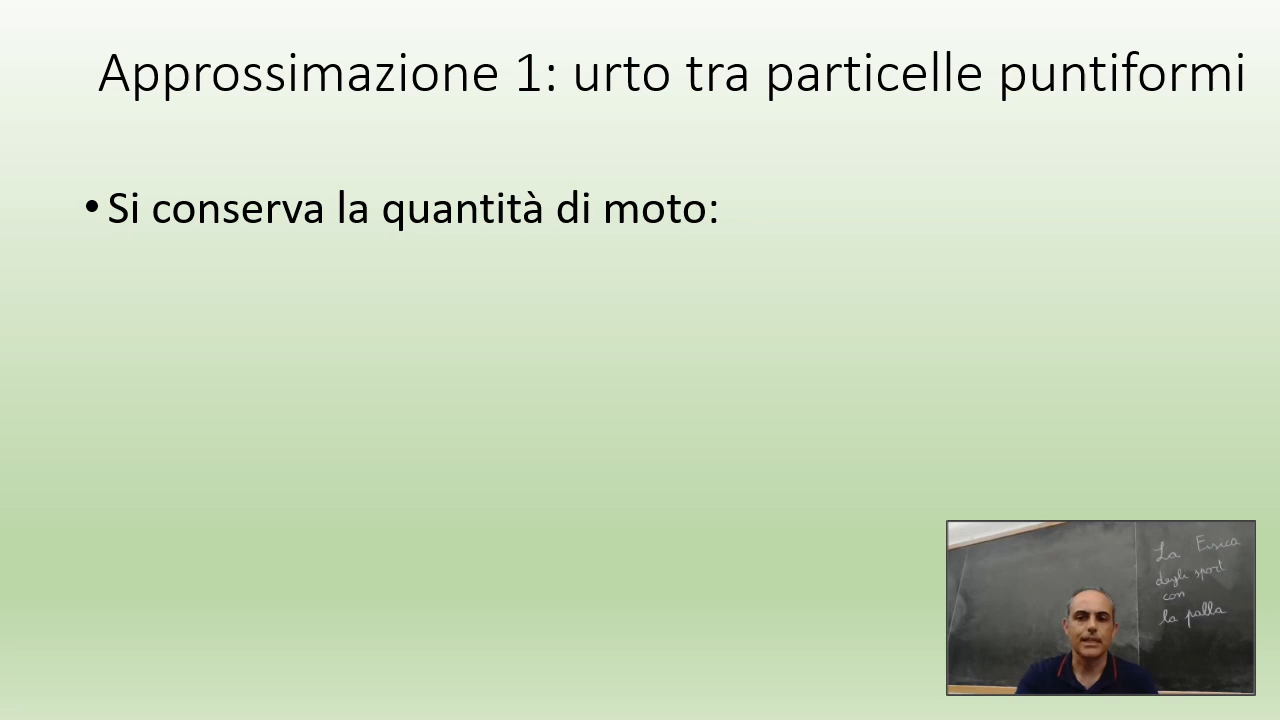 Approssimazione 1: urto tra particelle puntiformi
• Si conserva la quantità di moto:
La Fisica
degli sport
con
la palla